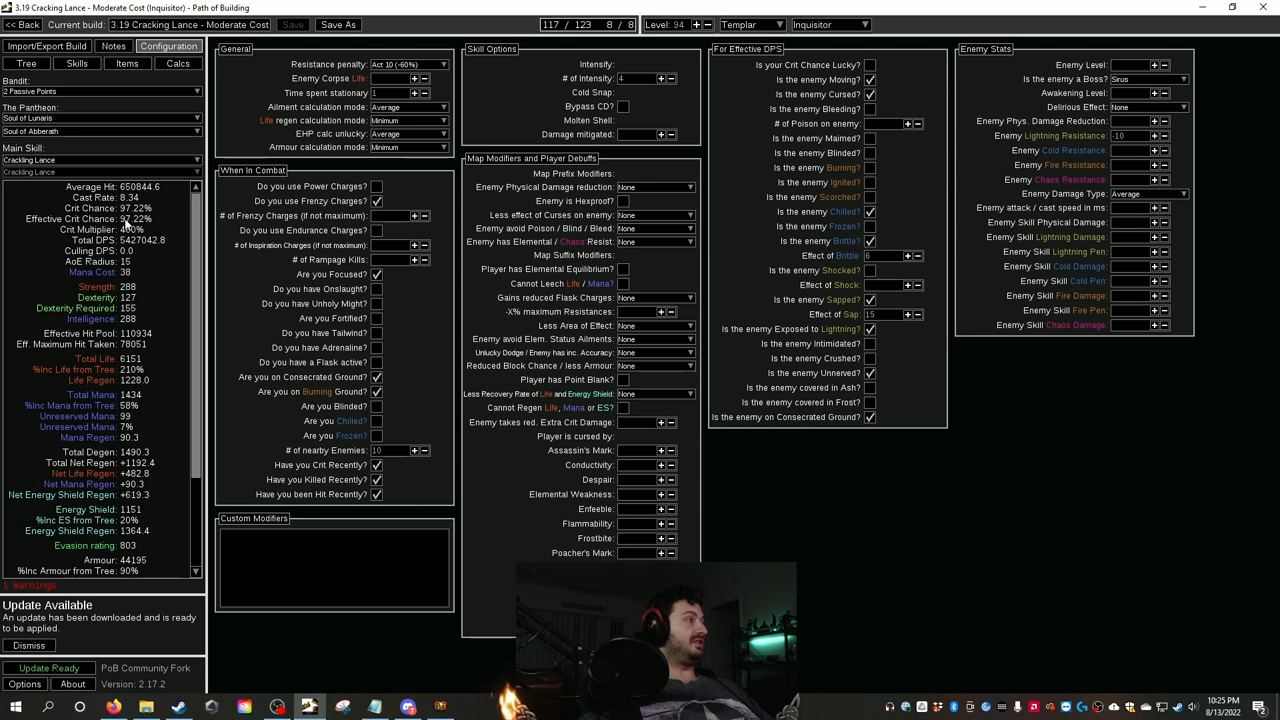 3.19 Cracking Lance - Moderate Cost (Inquisitor) - Path of Building
<< Back Current build: 3.19 Cracking Lance - Moderate Cost Save Save As 117 / 123 8 / 8 Level: 94 + - Templar Inquisitor
Import/Export Build Notes Configuration
Tree Skills Items Calcs
Bandit:
2 Passive Points
The Pantheon:
Soul of Lunaris
Soul of Abberath
Main Skill:
Crackling Lance
Crackling Lance
Average Hit: 650844.6
Cast Rate: 8.34
Crit Chance: 97.22%
Effective Crit Chance: 97.22%
Crit Multiplier: 400%
Total DPS: 5427042.8
Culling DPS: 0.0
AoE Radius: 15
Mana Cost: 38
Strength: 288
Dexterity: 127
Dexterity Required: 155
Intelligence: 288
Effective Hit Pool: 110934
Eff. Maximum Hit Taken: 78051
Total Life: 6151
%Inc Life from Tree: 210%
Life Regen: 1228.0
Total Mana: 1434
%Inc Mana from Tree: 58%
Unreserved Mana: 99
Unreserved Mana: 7%
Mana Regen: 90.3
Total Degen: 1490.3
Total Net Regen: +1192.4
Net Life Regen: +482.8
Net Mana Regen: +90.3
Net Energy Shield Regen: +619.3
Energy Shield: 1151
%Inc ES from Tree: 20%
Energy Shield Regen: 1364.4
Evasion rating: 803
Armour: 44195
%Inc Armour from Tree: 90%
1 Warnings
Update Available
An update has been downloaded and is ready
to be applied.
Dismiss
Update Ready PoB Community Fork
Options About Version: 2.17.2
General
Resistance penalty: Act 10 (-60%)
Enemy Corpse Life:
Time spent stationary 1
Ailment calculation mode: Average
Life regen calculation mode: Minimum
EHP calc unlucky: Average
Armour calculation mode: Minimum
When In Combat
Do you use Power Charges?
Do you use Frenzy Charges?
# of Frenzy Charges (if not maximum):
Do you use Endurance Charges?
# of Inspiration Charges (if not maximum):
# of Rampage Kills:
Are you Focused?
Do you have Onslaught?
Do you have Unholy Might?
Are you Fortified?
Do you have Tailwind?
Do you have Adrenaline?
Do you have a Flask active?
Are you on Consecrated Ground?
Are you on Burning Ground?
Are you Blinded?
Are you Chilled?
Are you Frozen?
# of nearby Enemies: 10
Have you Crit Recently?
Have you Killed Recently?
Have you been Hit Recently?
Custom Modifiers
Skill Options
Intensify:
# of Intensity: 4
Cold Snap:
Bypass CD?
Molten Shell:
Damage mitigated:
Map Modifiers and Player Debuffs
Map Prefix Modifiers:
Enemy Physical Damage reduction: None
Enemy is Hexproof?
Less effect of Curses on enemy: None
Enemy avoid Poison / Blind / Bleed: None
Enemy has Elemental / Chaos Resist: None
Map Suffix Modifiers:
Player has Elemental Equilibrium?
Cannot Leech Life / Mana?
Gains reduced Flask Charges: None
-X% maximum Resistances:
Less Area of Effect: None
Enemy avoid Elem. Status Ailments: None
Unlucky Dodge / Enemy has inc. Accuracy: None
Reduced Block Chance / less Armour: None
Player has Point Blank?
Less Recovery Rate of Life and Energy Shield: None
Cannot Regen Life, Mana or ES?
Enemy takes red. Extra Crit Damage:
Player is cursed by:
Assassin's Mark:
Conductivity:
Despair:
Elemental Weakness:
Enfeeble:
Flammability:
Frostbite:
Poacher's Mark:
For Effective DPS
Is your Crit Chance Lucky?
Is the enemy Moving?
Is the enemy Cursed?
Is the enemy Bleeding?
# of Poison on enemy:
Is the enemy Maimed?
Is the enemy Blinded?
Is the enemy Burning?
Is the enemy Ignited?
Is the enemy Scorched?
Is the enemy Chilled?
Is the enemy Frozen?
Is the enemy Brittle?
Effect of Brittle: 6
Is the enemy Shocked?
Effect of Shock:
Is the enemy Sapped?
Effect of Sap: 15
Is the enemy Exposed to Lightning?
Is the enemy Intimidated?
Is the enemy Crushed?
Is the enemy Unnerved?
Is the enemy covered in Ash?
Is the enemy covered in Frost?
Is the enemy on Consecrated Ground?
Enemy Stats
Enemy Level:
Is the enemy a Boss? Sirus
Awakening Level:
Delirious Effect: None
Enemy Phys. Damage Reduction:
Enemy Lightning Resistance: -10
Enemy Cold Resistance:
Enemy Fire Resistance:
Enemy Chaos Resistance:
Enemy Damage Type: Average
Enemy attack / cast speed in ms:
Enemy Skill Physical Damage:
Enemy Skill Lightning Damage:
Enemy Skill Lightning Pen:
Enemy Skill Cold Damage:
Enemy Skill Cold Pen:
Enemy Skill Fire Damage:
Enemy Skill Fire Pen:
Enemy Skill Chaos Damage:
10:25 PM
8/13/2022